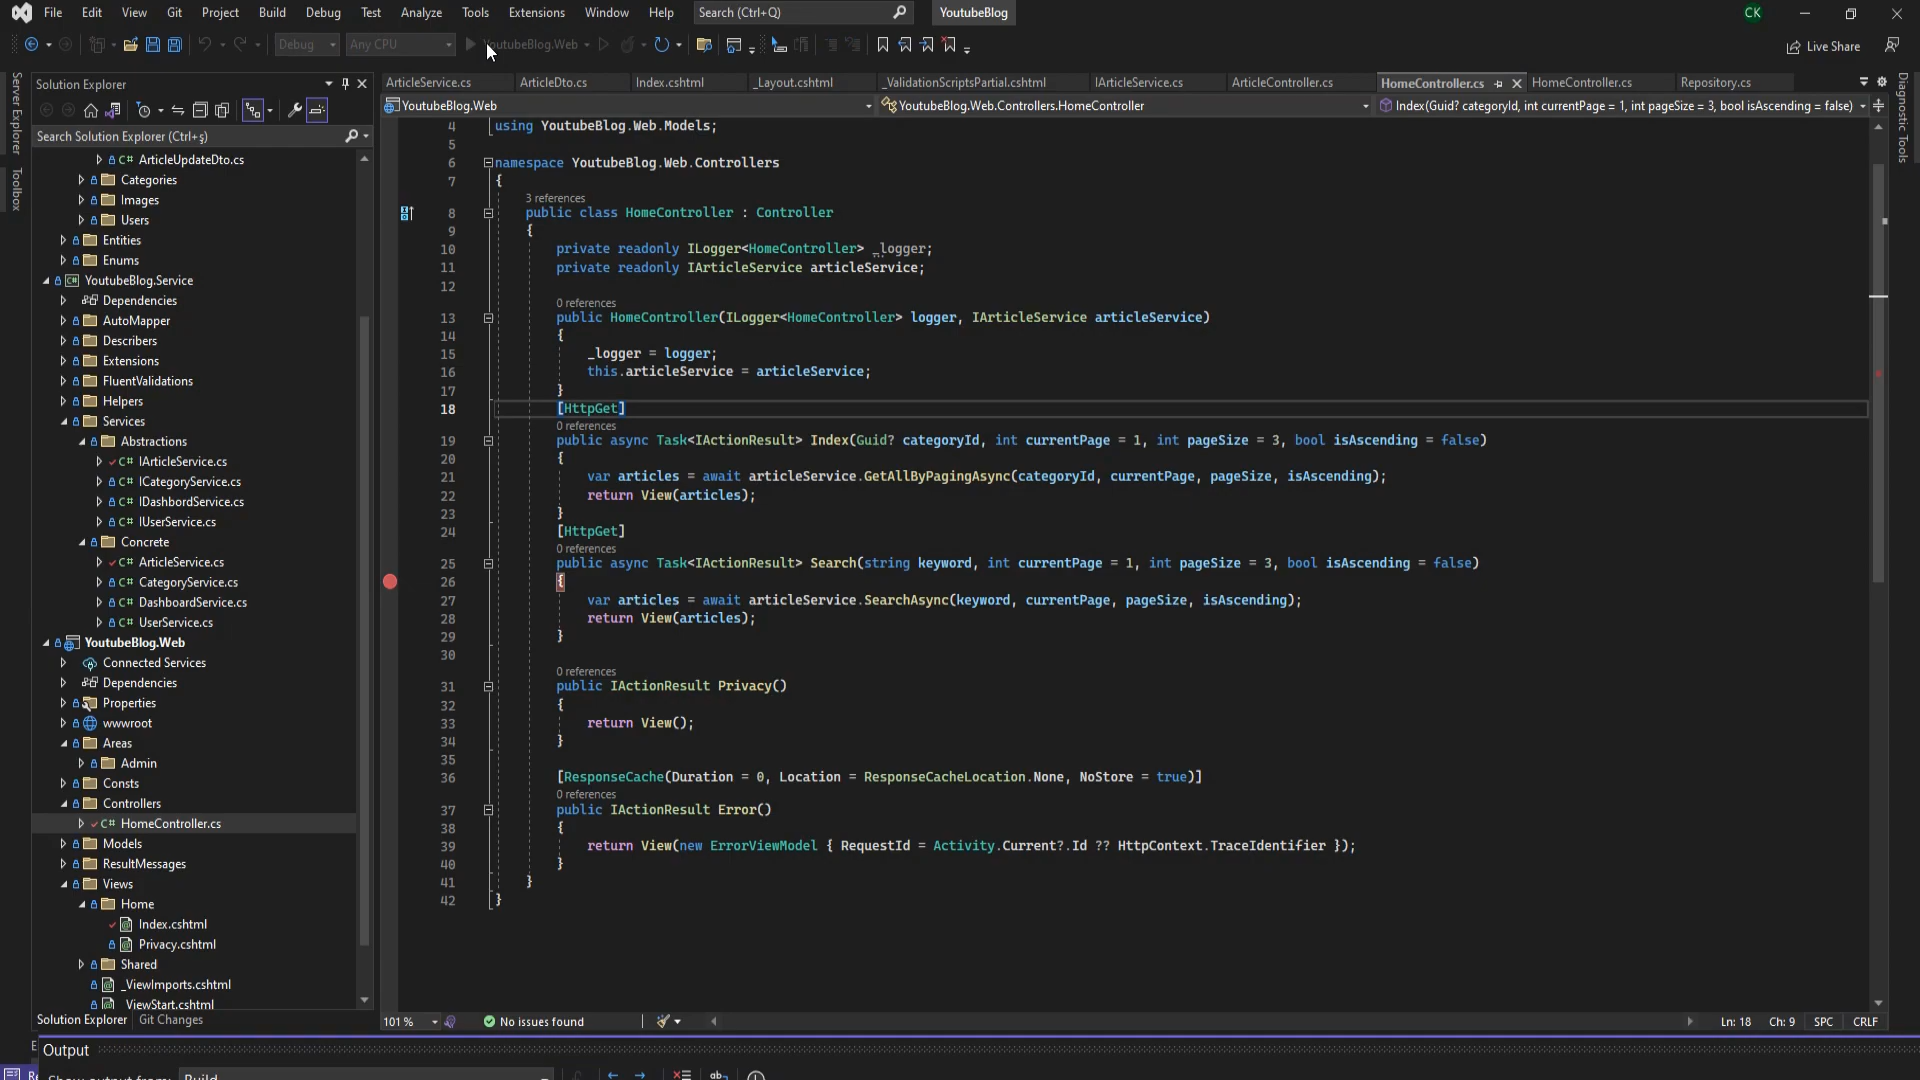 File Edit View Git Project Build Debug Test Analyze Tools Extensions Window Help Search (Ctrl+Q) YoutubeBlog CK
Debug Any CPU YoutubeBlog.Web Live Share
Server Explorer
Toolbox
Solution Explorer
Search Solution Explorer (Ctrl+ş)
C# ArticleUpdateDto.cs
Categories
Images
Users
Entities
Enums
YoutubeBlog.Service
Dependencies
AutoMapper
Describers
Extensions
FluentValidations
Helpers
Services
Abstractions
C# IArticleService.cs
C# ICategoryService.cs
C# IDashbordService.cs
C# IUserService.cs
Concrete
C# ArticleService.cs
C# CategoryService.cs
C# DashboardService.cs
C# UserService.cs
YoutubeBlog.Web
Connected Services
Dependencies
Properties
wwwroot
Areas
Admin
Consts
Controllers
C# HomeController.cs
Models
ResultMessages
Views
Home
Index.cshtml
Privacy.cshtml
Shared
_ViewImports.cshtml
_ViewStart.cshtml
Solution Explorer Git Changes
ArticleService.cs ArticleDto.cs Index.cshtml _Layout.cshtml _ValidationScriptsPartial.cshtml IArticleService.cs ArticleController.cs HomeController.cs HomeController.cs Repository.cs
YoutubeBlog.Web YoutubeBlog.Web.Controllers.HomeController Index(Guid? categoryId, int currentPage = 1, int pageSize = 3, bool isAscending = false)
4 using YoutubeBlog.Web.Models;
5
6 namespace YoutubeBlog.Web.Controllers
7 {
3 references
8 public class HomeController : Controller
9 {
10 private readonly ILogger<HomeController> _logger;
11 private readonly IArticleService articleService;
12
0 references
13 public HomeController(ILogger<HomeController> logger, IArticleService articleService)
14 {
15 _logger = logger;
16 this.articleService = articleService;
17 }
18 [HttpGet]
0 references
19 public async Task<IActionResult> Index(Guid? categoryId, int currentPage = 1, int pageSize = 3, bool isAscending = false)
20 {
21 var articles = await articleService.GetAllByPagingAsync(categoryId, currentPage, pageSize, isAscending);
22 return View(articles);
23 }
24 [HttpGet]
0 references
25 public async Task<IActionResult> Search(string keyword, int currentPage = 1, int pageSize = 3, bool isAscending = false)
26 {
27 var articles = await articleService.SearchAsync(keyword, currentPage, pageSize, isAscending);
28 return View(articles);
29 }
30
0 references
31 public IActionResult Privacy()
32 {
33 return View();
34 }
35
36 [ResponseCache(Duration = 0, Location = ResponseCacheLocation.None, NoStore = true)]
0 references
37 public IActionResult Error()
38 {
39 return View(new ErrorViewModel { RequestId = Activity.Current?.Id ?? HttpContext.TraceIdentifier });
40 }
41 }
42 }
101 % No issues found Ln: 18 Ch: 9 SPC CRLF
Diagnostic Tools
Output
Show output from: Build